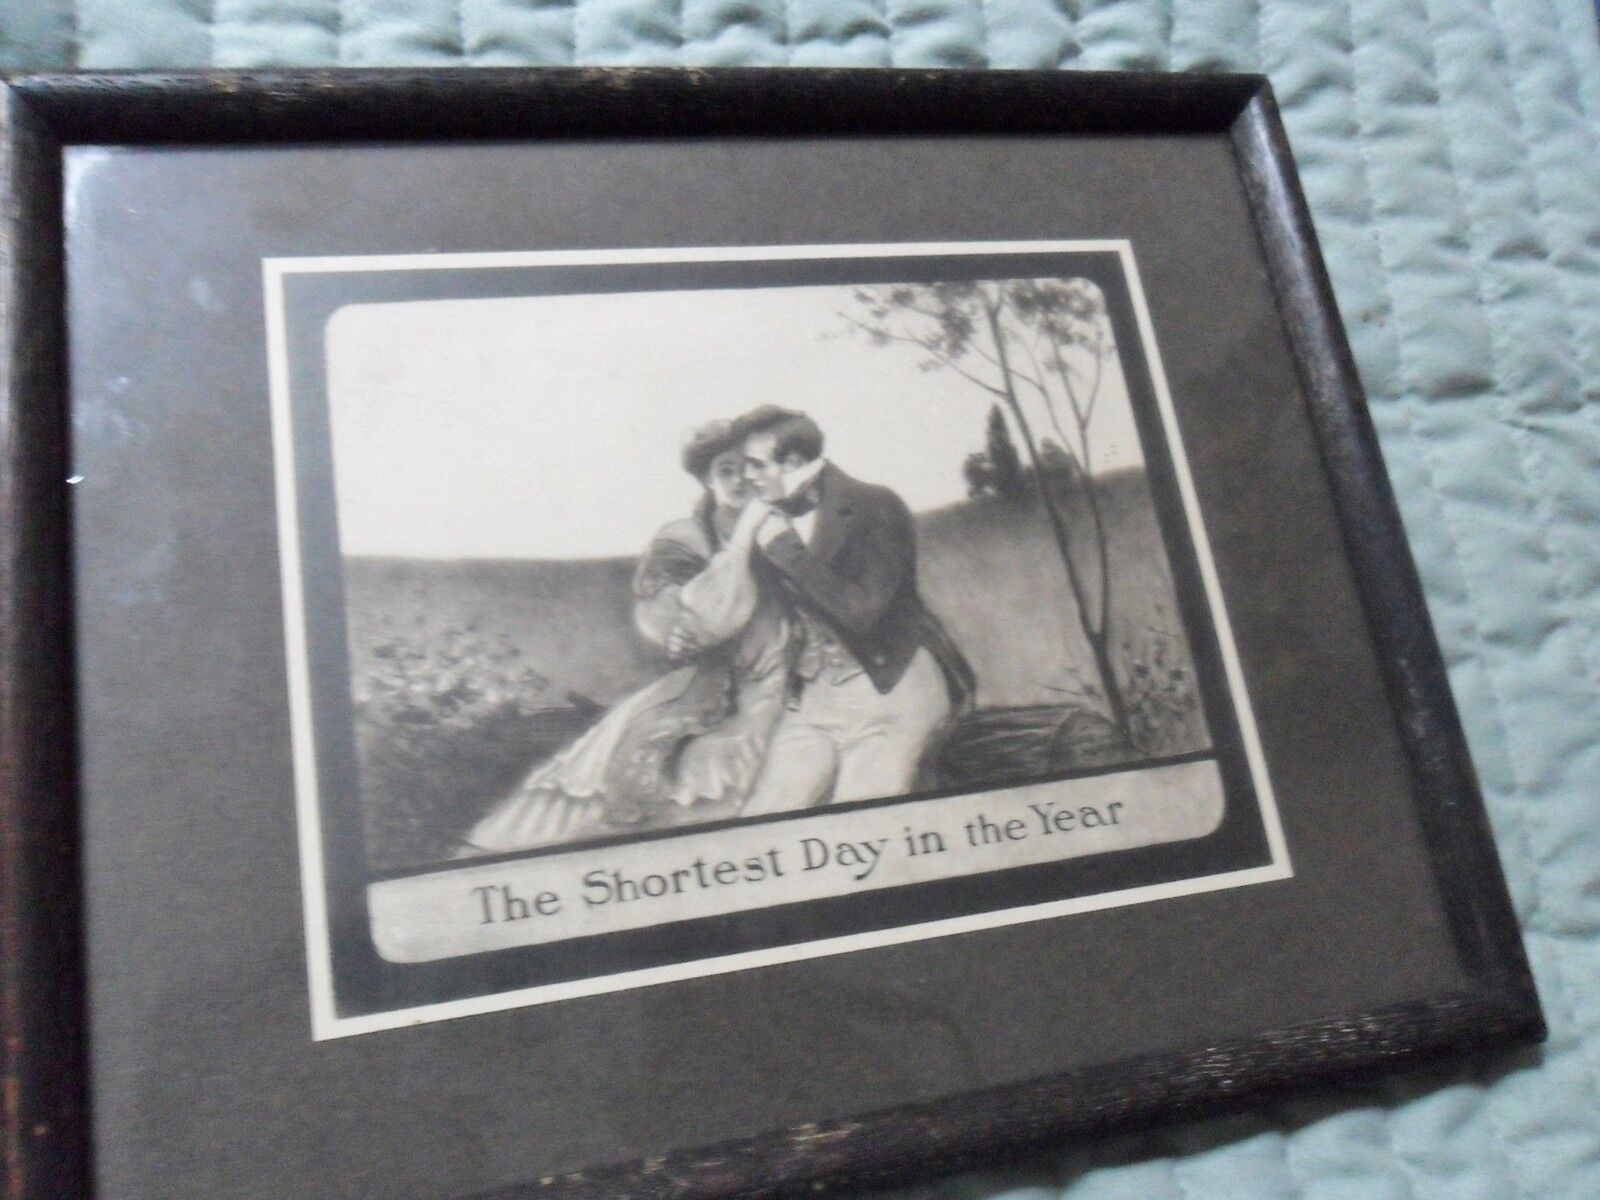 The Shortest Day in the Year